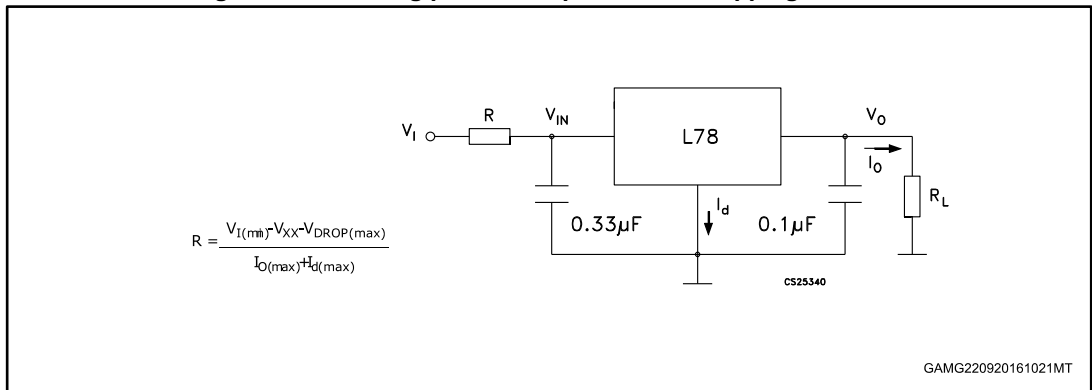 R
V_IN
V_I
L78
V_O
I_O
R_L
I_d
0.33µF
0.1µF
R = V_I(min)-V_XX-V_DROP(max)
I_O(max)+I_d(max)
CS25340
GAMG220920161021MT